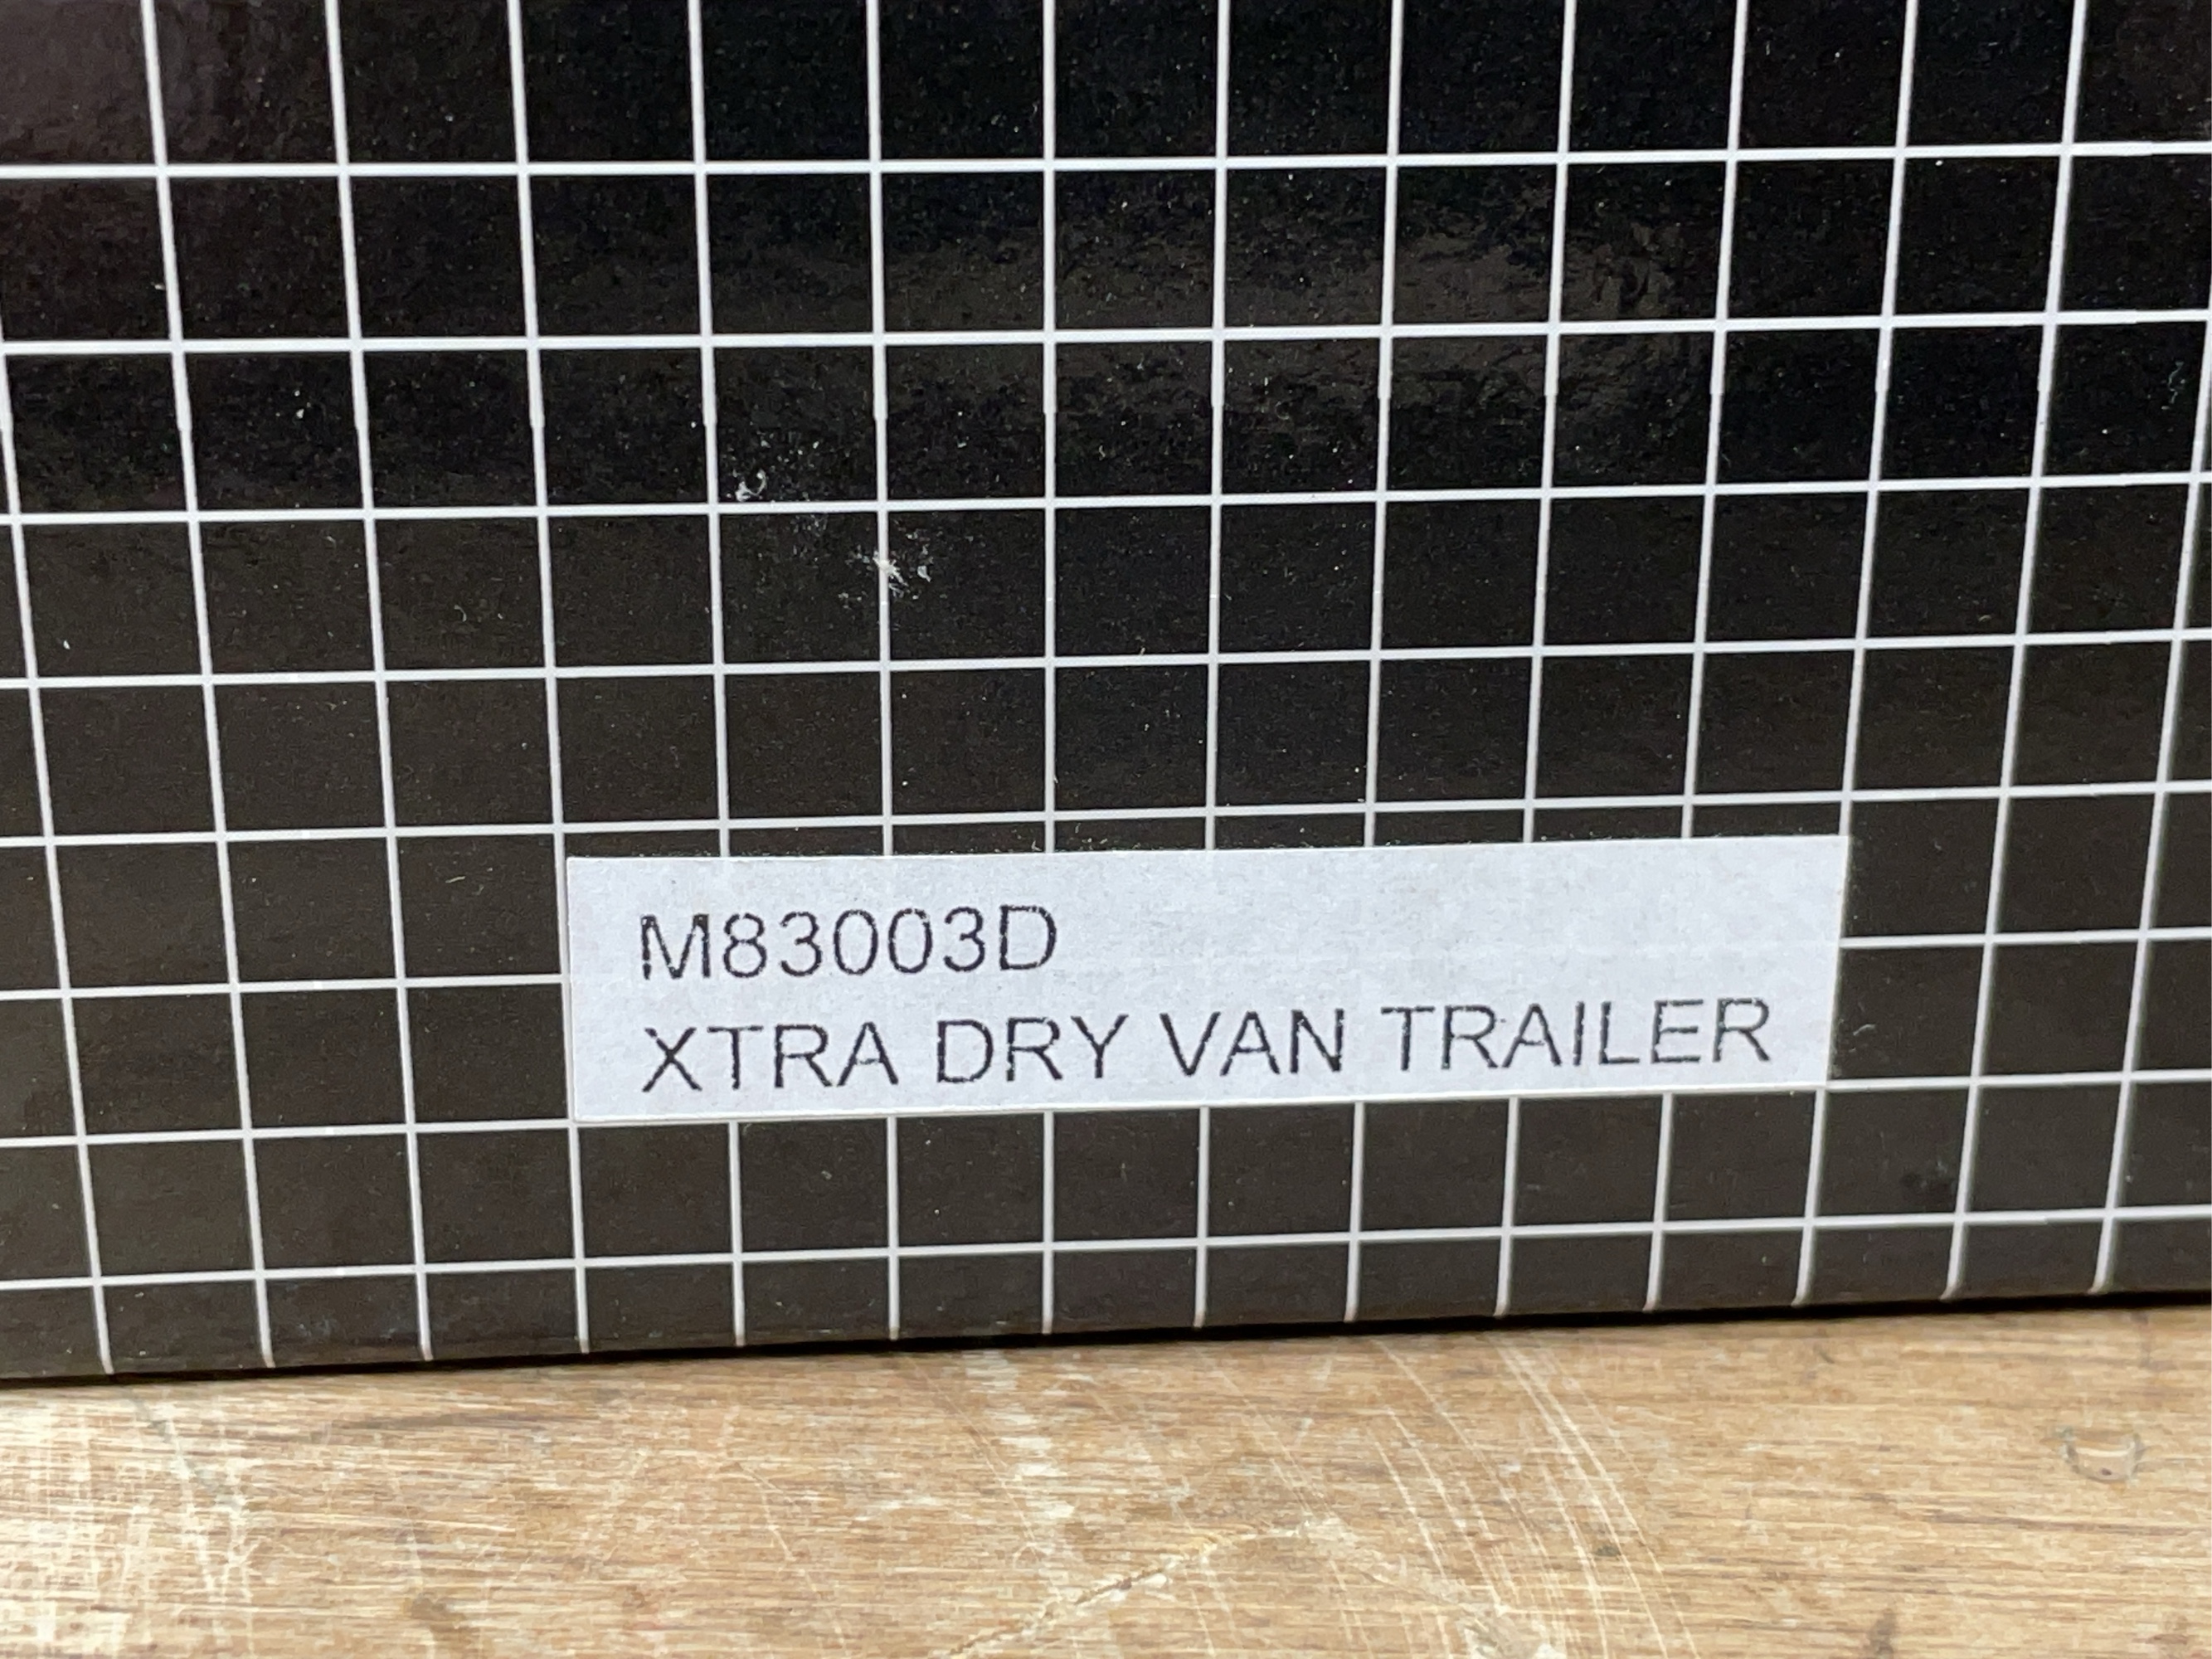 M83003D
XTRA DRY VAN TRAILER